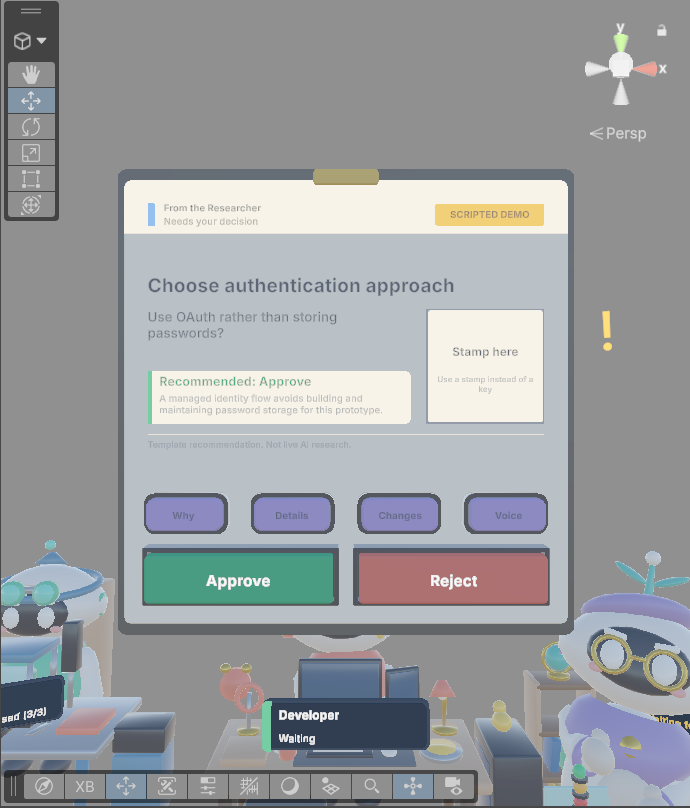 y
x
Persp
From the Researcher
Needs your decision
SCRIPTED DEMO
Choose authentication approach
Use OAuth rather than storing
passwords?
Stamp here
Use a stamp instead of a
key
Recommended: Approve
A managed identity flow avoids building and
maintaining password storage for this prototype.
Template recommendation. Not live AI research.
Why
Details
Changes
Voice
Approve
Reject
(3/3)
Developer
Waiting
XB